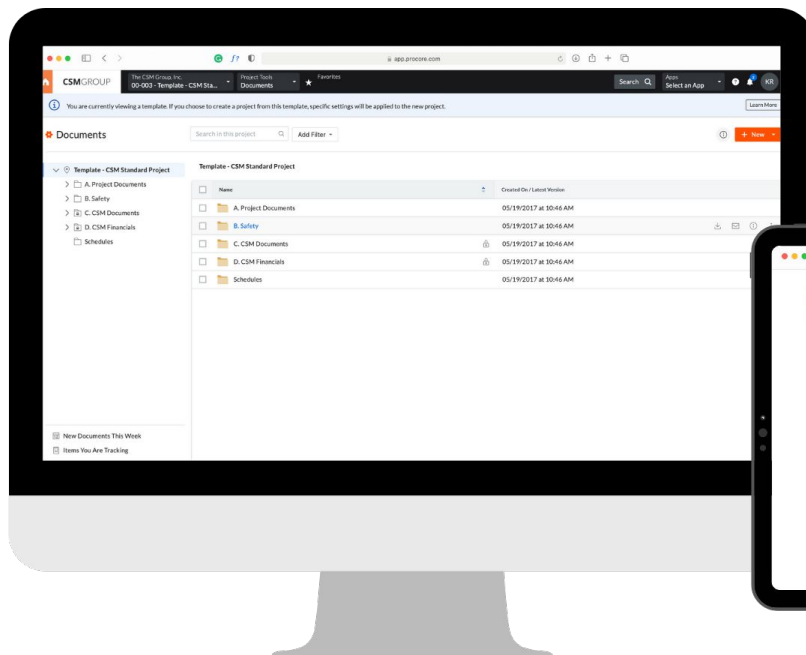 app.procore.com
CSMGROUP
The CSM Group, Inc.
00-003 - Template - CSM Sta...
Project Tools
Documents
Favorites
Search
Apps
Select an App
KR
You are currently viewing a template. If you choose to create a project from this template, specific settings will be applied to the new project.
Learn More
Documents
Search in this project
Add Filter
+ New
Template - CSM Standard Project
A. Project Documents
B. Safety
C. CSM Documents
D. CSM Financials
Schedules
New Documents This Week
Items You Are Tracking
Template - CSM Standard Project
Name
Created On / Latest Version
A. Project Documents 05/19/2017 at 10:46 AM
B. Safety 05/19/2017 at 10:46 AM
C. CSM Documents 05/19/2017 at 10:46 AM
D. CSM Financials 05/19/2017 at 10:46 AM
Schedules 05/19/2017 at 10:46 AM